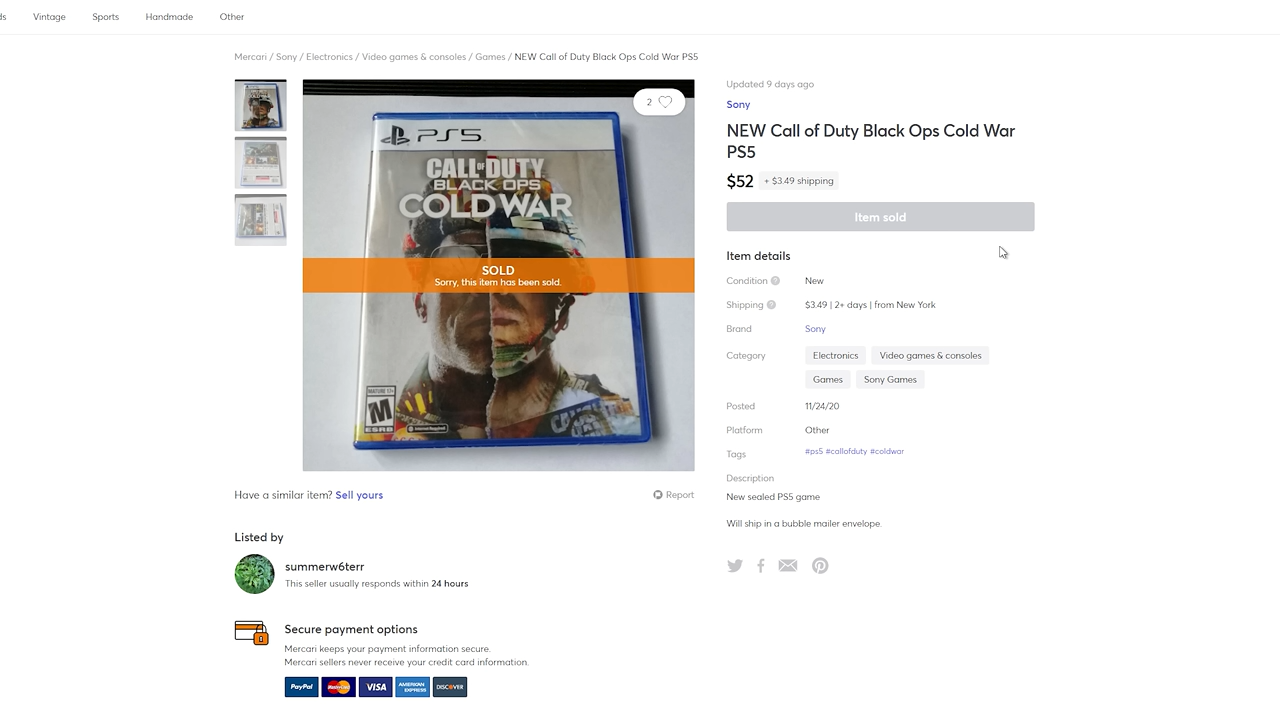 Vintage Sports Handmade Other
Mercari / Sony / Electronics / Video games & consoles / Games / NEW Call of Duty Black Ops Cold War PS5
2
PS5
CALL OF DUTY
BLACK OPS
COLD WAR
SOLD
Sorry, this item has been sold.
MATURE 17+
M
ESRB
Updated 9 days ago
Sony
NEW Call of Duty Black Ops Cold War
PS5
$52 + $3.49 shipping
Item sold
Item details
Condition ? New
Shipping ? $3.49 | 2+ days | from New York
Brand Sony
Category Electronics Video games & consoles
Games Sony Games
Posted 11/24/20
Platform Other
Tags #ps5 #callofduty #coldwar
Description
New sealed PS5 game
Will ship in a bubble mailer envelope.
Have a similar item? Sell yours
Report
Listed by
summerw6terr
This seller usually responds within 24 hours
Secure payment options
Mercari keeps your payment information secure.
Mercari sellers never receive your credit card information.
PayPal MasterCard VISA AMERICAN EXPRESS DISCOVER